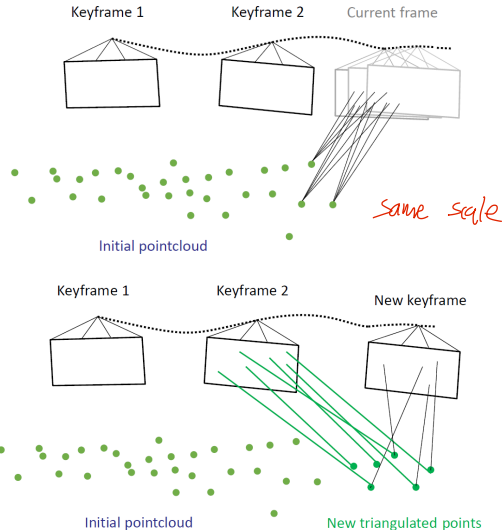 Keyframe 1 Keyframe 2 Current frame
same scale
Initial pointcloud
Keyframe 1 Keyframe 2 New keyframe
Initial pointcloud New triangulated points